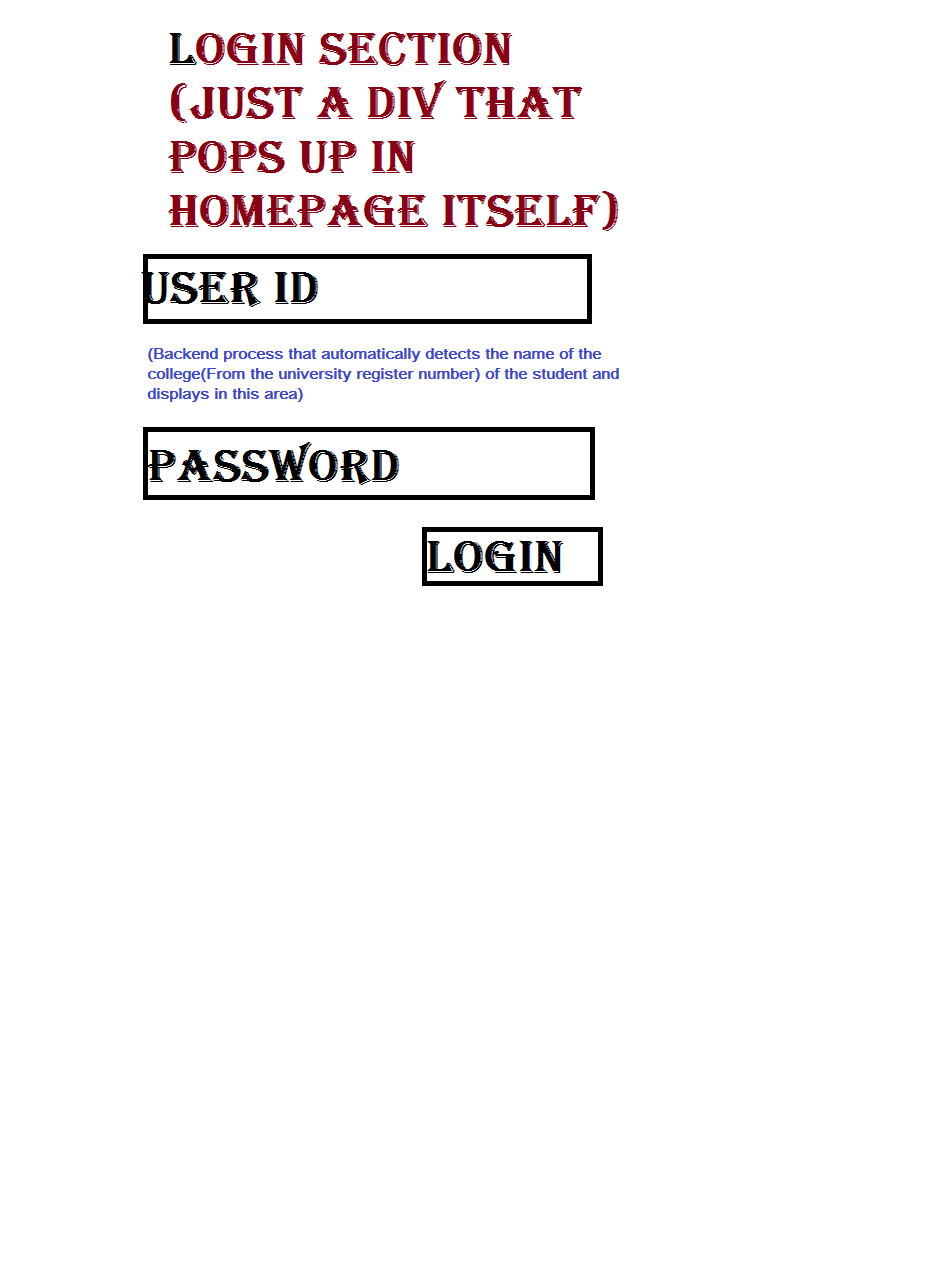 LOGIN SECTION
(JUST A DIV THAT
POPS UP IN
HOMEPAGE ITSELF)
USER ID
(Backend process that automatically detects the name of the
college(From the university register number) of the student and
displays in this area)
PASSWORD
LOGIN